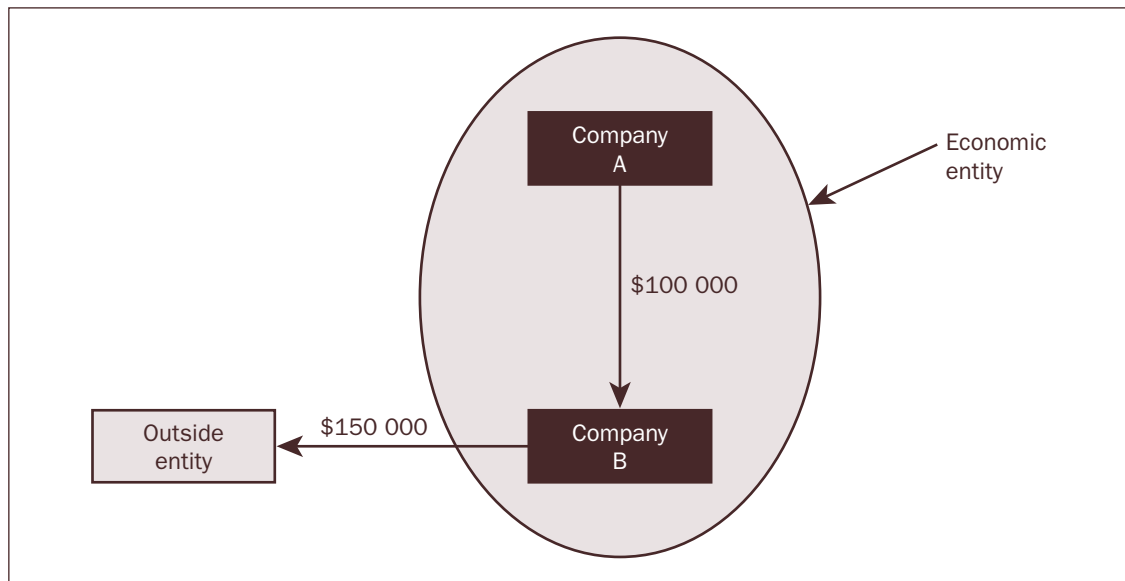 Company
A
Economic
entity
$100 000
Outside
entity
$150 000
Company
B